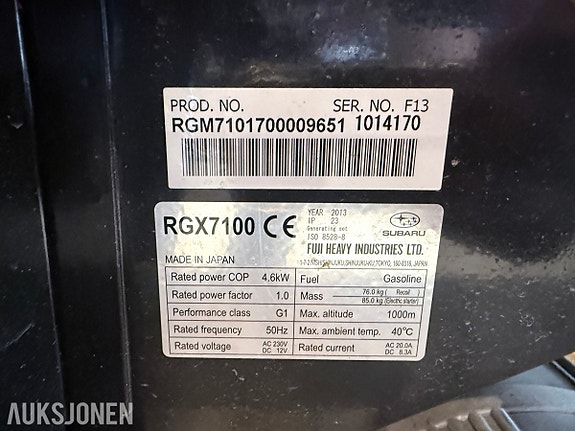 PROD. NO. SER. NO. F13
RGM7101700009651 1014170
RGX7100 CE YEAR 2013
IP 23
Generating set
ISO 8528-8
SUBARU
FUJI HEAVY INDUSTRIES LTD.
MADE IN JAPAN
Rated power COP 4.6kW Fuel Gasoline
Rated power factor 1.0 Mass 76.0 kg ( Recoil )
85.0 kg (Electric starter)
Performance class G1 Max. altitude 1000m
Rated frequency 50Hz Max. ambient temp. 40°C
Rated voltage AC 230V DC 12V Rated current AC 20.0A DC 8.3A
AUKSJONEN